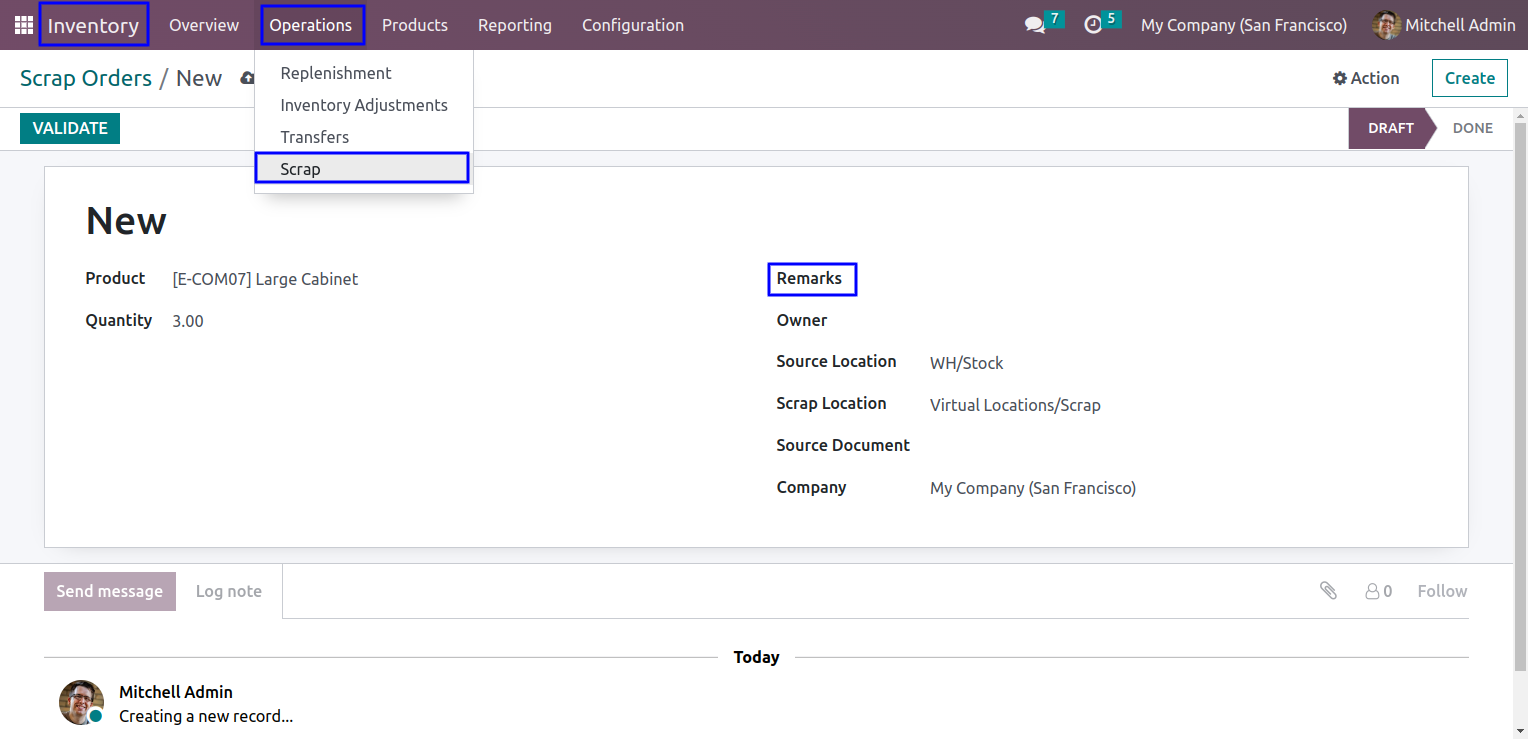 Inventory Overview Operations Products Reporting Configuration 7 5 My Company (San Francisco) Mitchell Admin
Scrap Orders / New Action Create
Replenishment
Inventory Adjustments
Transfers
Scrap
VALIDATE DRAFT DONE
New
Product [E-COM07] Large Cabinet
Quantity 3.00
Remarks
Owner
Source Location WH/Stock
Scrap Location Virtual Locations/Scrap
Source Document
Company My Company (San Francisco)
Send message Log note 0 Follow
Today
Mitchell Admin
Creating a new record...